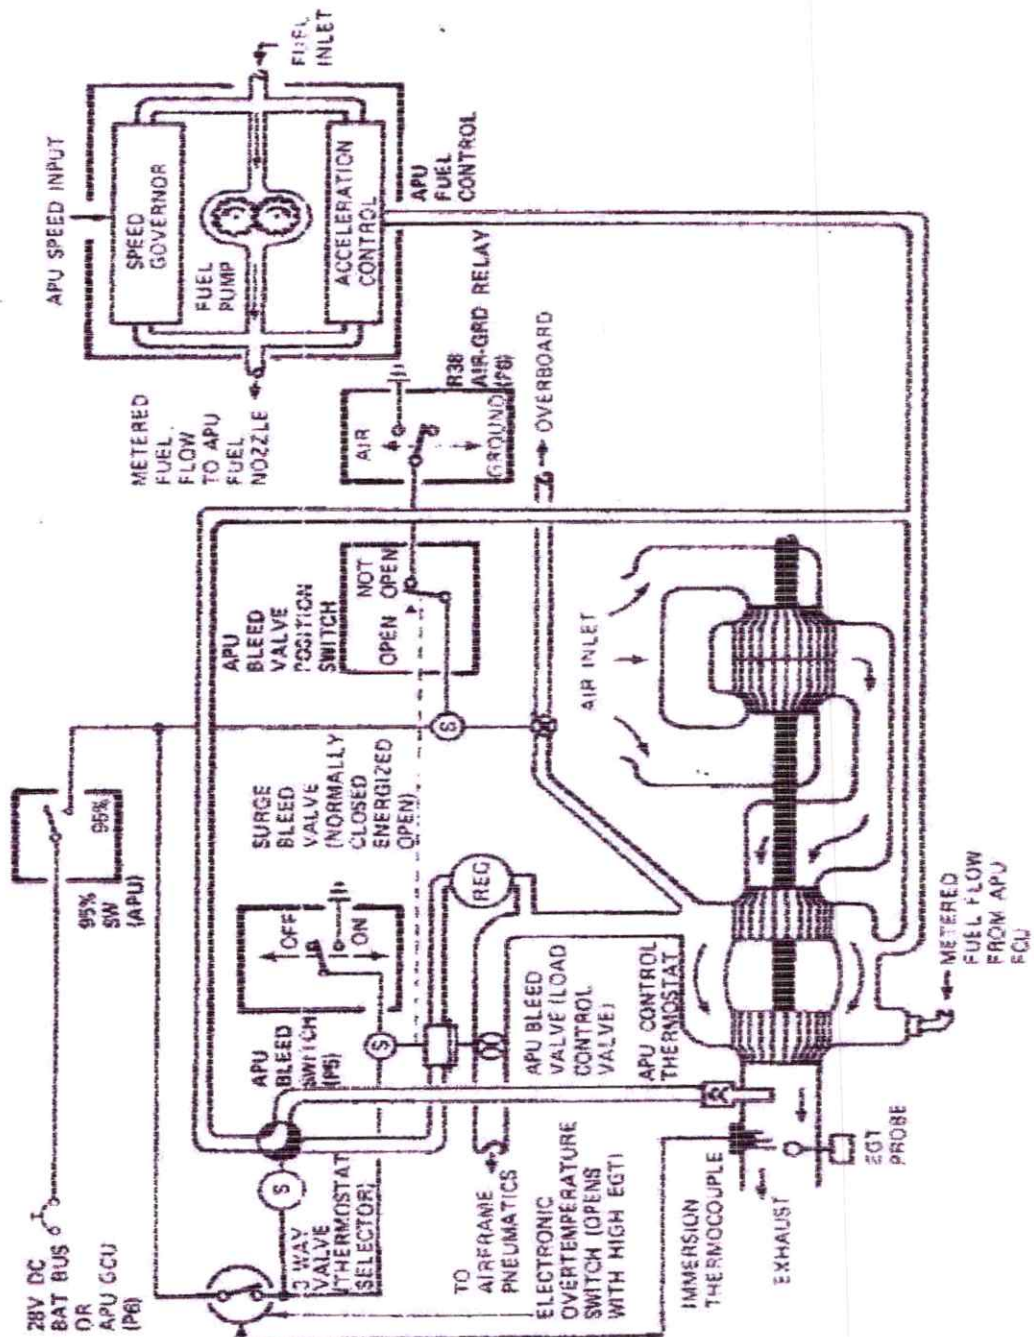 APU SPEED INPUT
FUEL
INLET
SPEED
GOVERNOR
FUEL
PUMP
ACCELERATION
CONTROL
APU
FUEL
CONTROL
METERED
FUEL
FLOW
TO APU
FUEL
NOZZLE
AIR
GROUND
R38
AIR-GRD RELAY
(P6)
OVERBOARD
APU
BLEED
VALVE
POSITION
SWITCH
OPEN
NOT
OPEN
S
AIR INLET
95%
95%
SW
(APU)
SURGE
BLEED
VALVE
(NORMALLY
CLOSED
ENERGIZED
OPEN)
OFF
ON
REG
APU
BLEED
SWITCH
(P5)
S
APU BLEED
VALVE (LOAD
CONTROL
VALVE)
APU CONTROL
THERMOSTAT
METERED
FUEL FLOW
FROM APU
FCU
28V DC
BAT BUS
OR
APU GCU
(P6)
S
3 WAY
VALVE
(THERMOSTAT
SELECTOR)
TO
AIRFRAME
PNEUMATICS
ELECTRONIC
OVERTEMPERATURE
SWITCH (OPENS
WITH HIGH EGT)
IMMERSION
THERMOCOUPLE
EXHAUST
EGT
PROBE